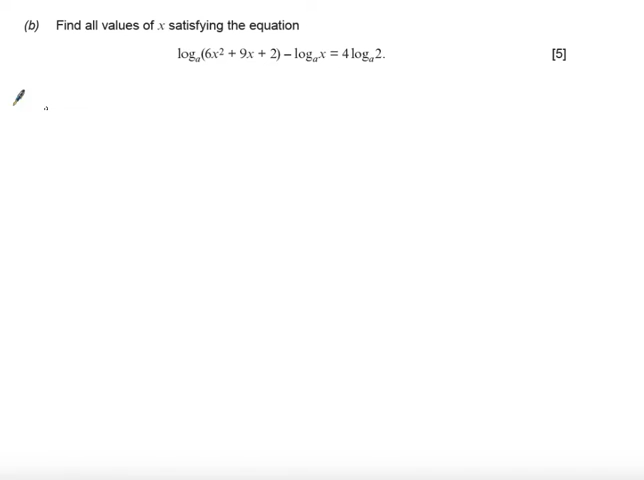 (b) Find all values of x satisfying the equation
logₐ(6x² + 9x + 2) – logₐx = 4 logₐ2. [5]